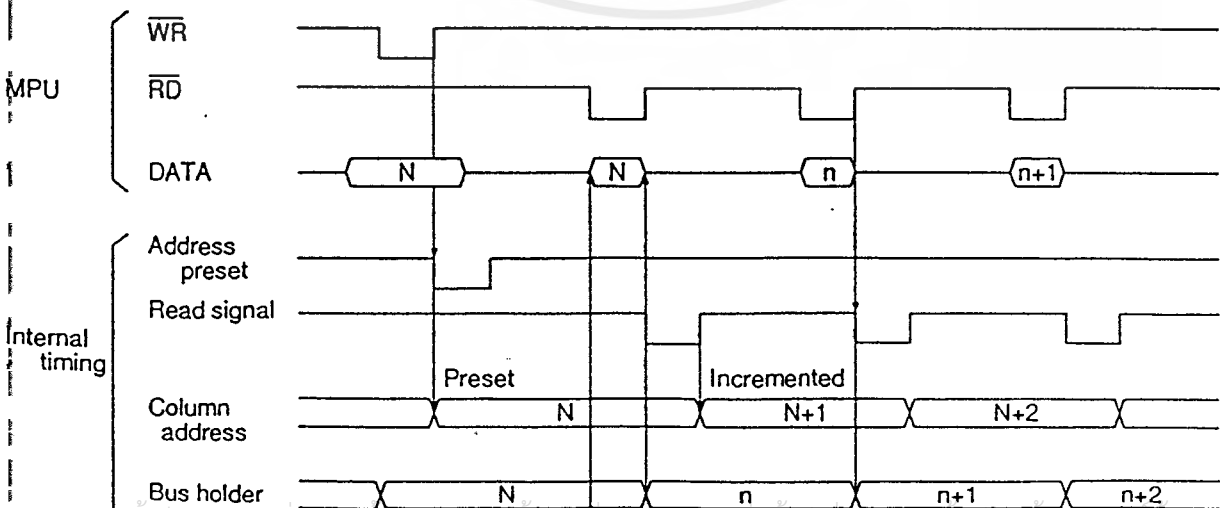 MPU
WR
RD
DATA N N n n+1
Address
preset
Read signal
Internal
timing
Preset Incremented
Column
address
N N+1 N+2
Bus holder N n n+1 n+2